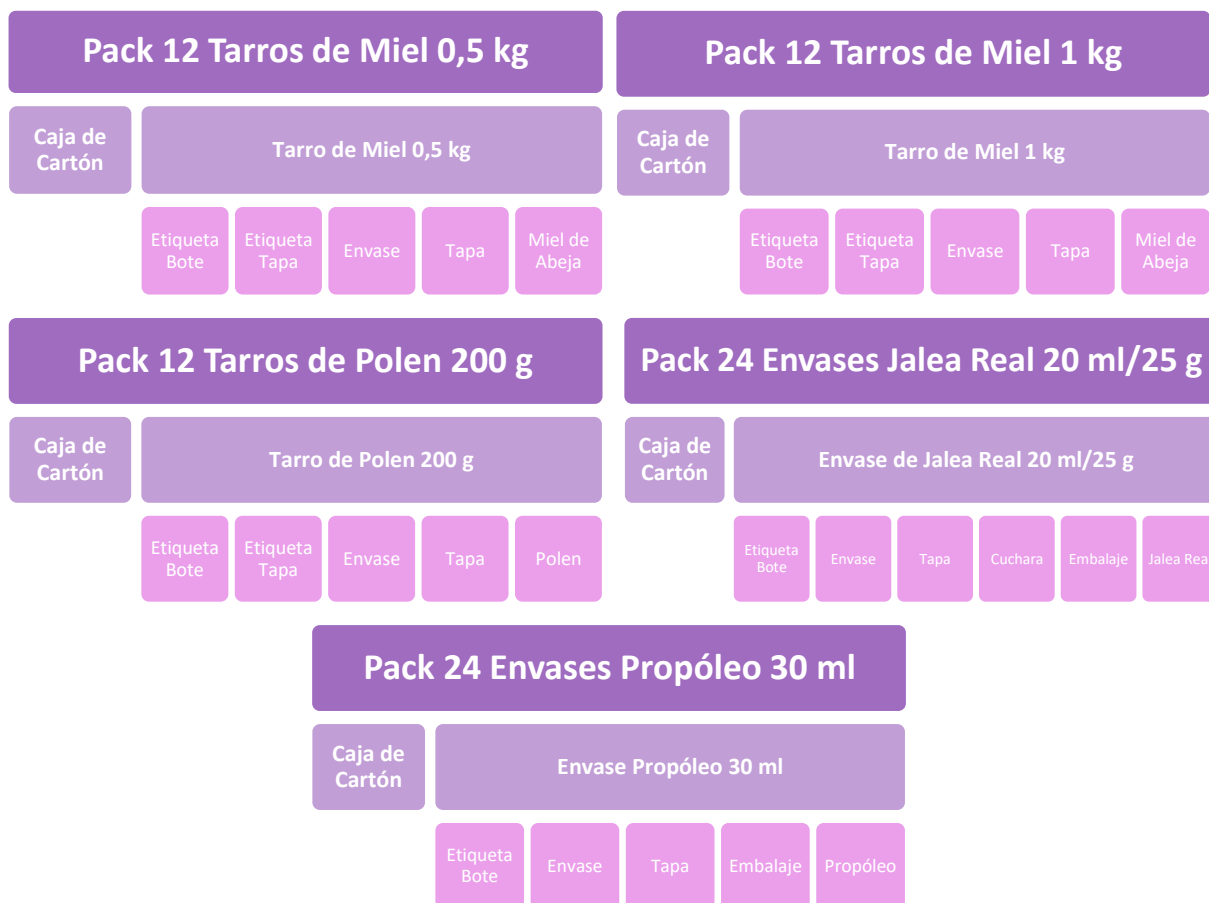 Pack 12 Tarros de Miel 0,5 kg
Caja de
Cartón
Tarro de Miel 0,5 kg
Etiqueta
Bote
Etiqueta
Tapa
Envase
Tapa
Miel de
Abeja
Pack 12 Tarros de Miel 1 kg
Caja de
Cartón
Tarro de Miel 1 kg
Etiqueta
Bote
Etiqueta
Tapa
Envase
Tapa
Miel de
Abeja
Pack 12 Tarros de Polen 200 g
Caja de
Cartón
Tarro de Polen 200 g
Etiqueta
Bote
Etiqueta
Tapa
Envase
Tapa
Polen
Pack 24 Envases Jalea Real 20 ml/25 g
Caja de
Cartón
Envase de Jalea Real 20 ml/25 g
Etiqueta
Bote
Envase
Tapa
Cuchara
Embalaje
Jalea Rea
Pack 24 Envases Propóleo 30 ml
Caja de
Cartón
Envase Propóleo 30 ml
Etiqueta
Bote
Envase
Tapa
Embalaje
Propóleo